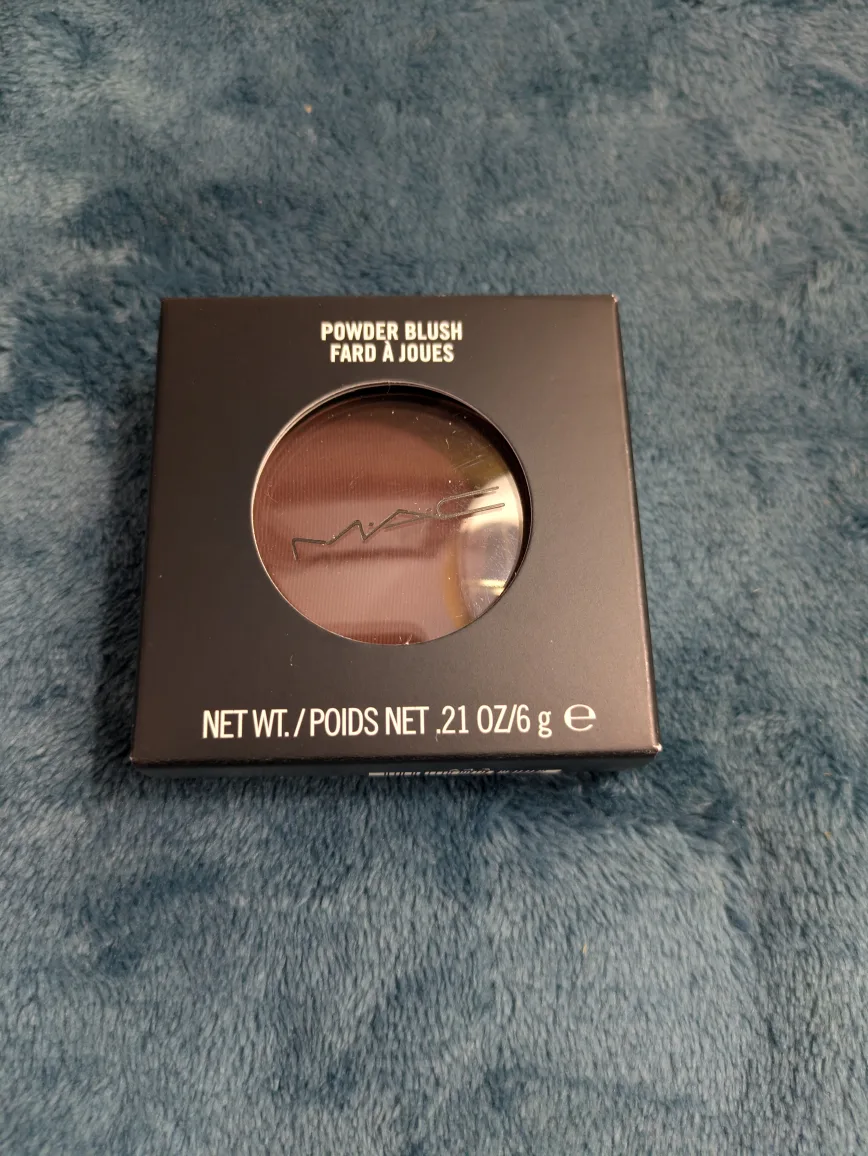 POWDER BLUSH
FARD À JOUES
MAC
NET WT. / POIDS NET .21 OZ/6 g ℮